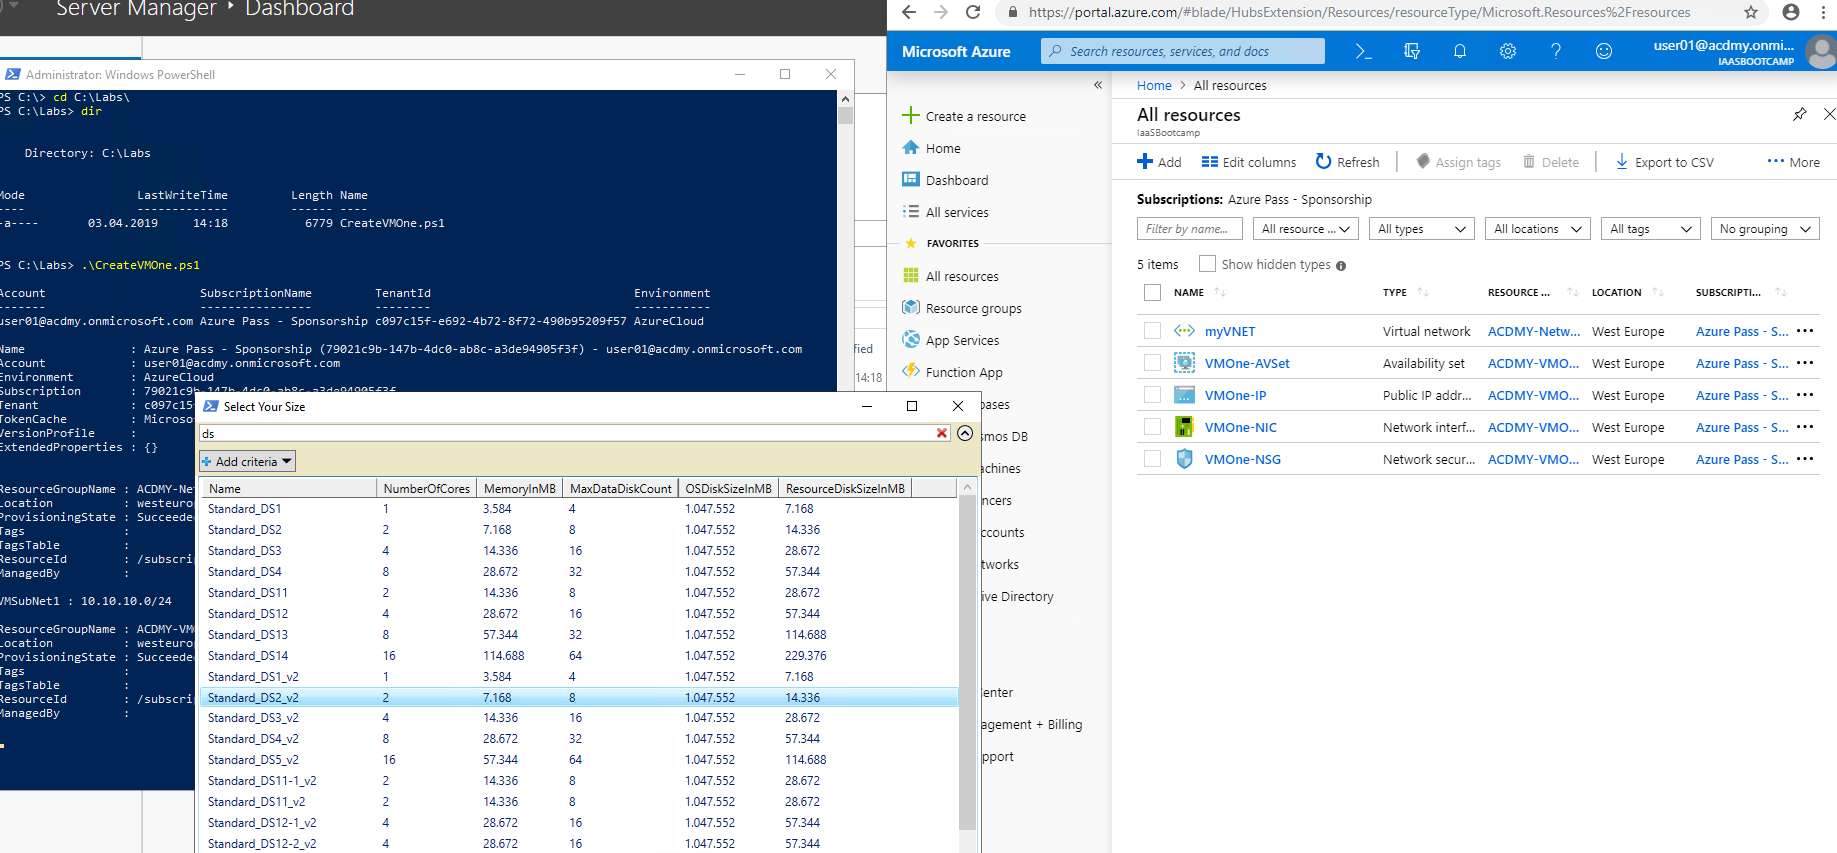 Server Manager ‣ Dashboard
Administrator: Windows PowerShell
PS C:\> cd C:\Labs\
PS C:\Labs> dir
Directory: C:\Labs
Mode LastWriteTime Length Name
---- ------------- ------ ----
-a---- 03.04.2019 14:18 6779 CreateVMOne.ps1
PS C:\Labs> .\CreateVMOne.ps1
Account SubscriptionName TenantId Environment
------- ---------------- -------- -----------
user01@acdmy.onmicrosoft.com Azure Pass - Sponsorship c097c15f-e692-4b72-8f72-490b95209f57 AzureCloud
Name : Azure Pass - Sponsorship (79021c9b-147b-4dc0-ab8c-a3de94905f3f) - user01@acdmy.onmicrosoft.com
Account : user01@acdmy.onmicrosoft.com
Environment : AzureCloud
Subscription : 79021c9b-147b-4dc0-ab8c-a3de94905f3f
Tenant : c097c15
TokenCache : Microso
VersionProfile :
ExtendedProperties : {}
ResourceGroupName : ACDMY-Ne
Location : westeuro
ProvisioningState : Succeede
Tags :
TagsTable :
ResourceId : /subscri
ManagedBy :
VMSubNet1 : 10.10.10.0/24
ResourceGroupName : ACDMY-VM
Location : westeuro
ProvisioningState : Succeede
Tags :
TagsTable :
ResourceId : /subscri
ManagedBy :
fied
14:18
Select Your Size
ds
Add criteria
Name NumberOfCores MemoryInMB MaxDataDiskCount OSDiskSizeInMB ResourceDiskSizeInMB
Standard_DS1 1 3.584 4 1.047.552 7.168
Standard_DS2 2 7.168 8 1.047.552 14.336
Standard_DS3 4 14.336 16 1.047.552 28.672
Standard_DS4 8 28.672 32 1.047.552 57.344
Standard_DS11 2 14.336 8 1.047.552 28.672
Standard_DS12 4 28.672 16 1.047.552 57.344
Standard_DS13 8 57.344 32 1.047.552 114.688
Standard_DS14 16 114.688 64 1.047.552 229.376
Standard_DS1_v2 1 3.584 4 1.047.552 7.168
Standard_DS2_v2 2 7.168 8 1.047.552 14.336
Standard_DS3_v2 4 14.336 16 1.047.552 28.672
Standard_DS4_v2 8 28.672 32 1.047.552 57.344
Standard_DS5_v2 16 57.344 64 1.047.552 114.688
Standard_DS11-1_v2 2 14.336 8 1.047.552 28.672
Standard_DS11_v2 2 14.336 8 1.047.552 28.672
Standard_DS12-1_v2 4 28.672 16 1.047.552 57.344
Standard_DS12-2_v2 4 28.672 16 1.047.552 57.344
https://portal.azure.com/#blade/HubsExtension/Resources/resourceType/Microsoft.Resources%2Fresources
Microsoft Azure
Search resources, services, and docs
user01@acdmy.onmi...
IAASBOOTCAMP
Create a resource
Home
Dashboard
All services
FAVORITES
All resources
Resource groups
App Services
Function App
bases
smos DB
achines
ncers
ccounts
tworks
ive Directory
enter
agement + Billing
pport
Home > All resources
All resources
IaaSBootcamp
Add Edit columns Refresh Assign tags Delete Export to CSV More
Subscriptions: Azure Pass - Sponsorship
Filter by name... All resource ... All types All locations All tags No grouping
5 items Show hidden types
NAME TYPE RESOURCE ... LOCATION SUBSCRIPTI...
myVNET Virtual network ACDMY-Netw... West Europe Azure Pass - S...
VMOne-AVSet Availability set ACDMY-VMO... West Europe Azure Pass - S...
VMOne-IP Public IP addr... ACDMY-VMO... West Europe Azure Pass - S...
VMOne-NIC Network interf... ACDMY-VMO... West Europe Azure Pass - S...
VMOne-NSG Network secur... ACDMY-VMO... West Europe Azure Pass - S...